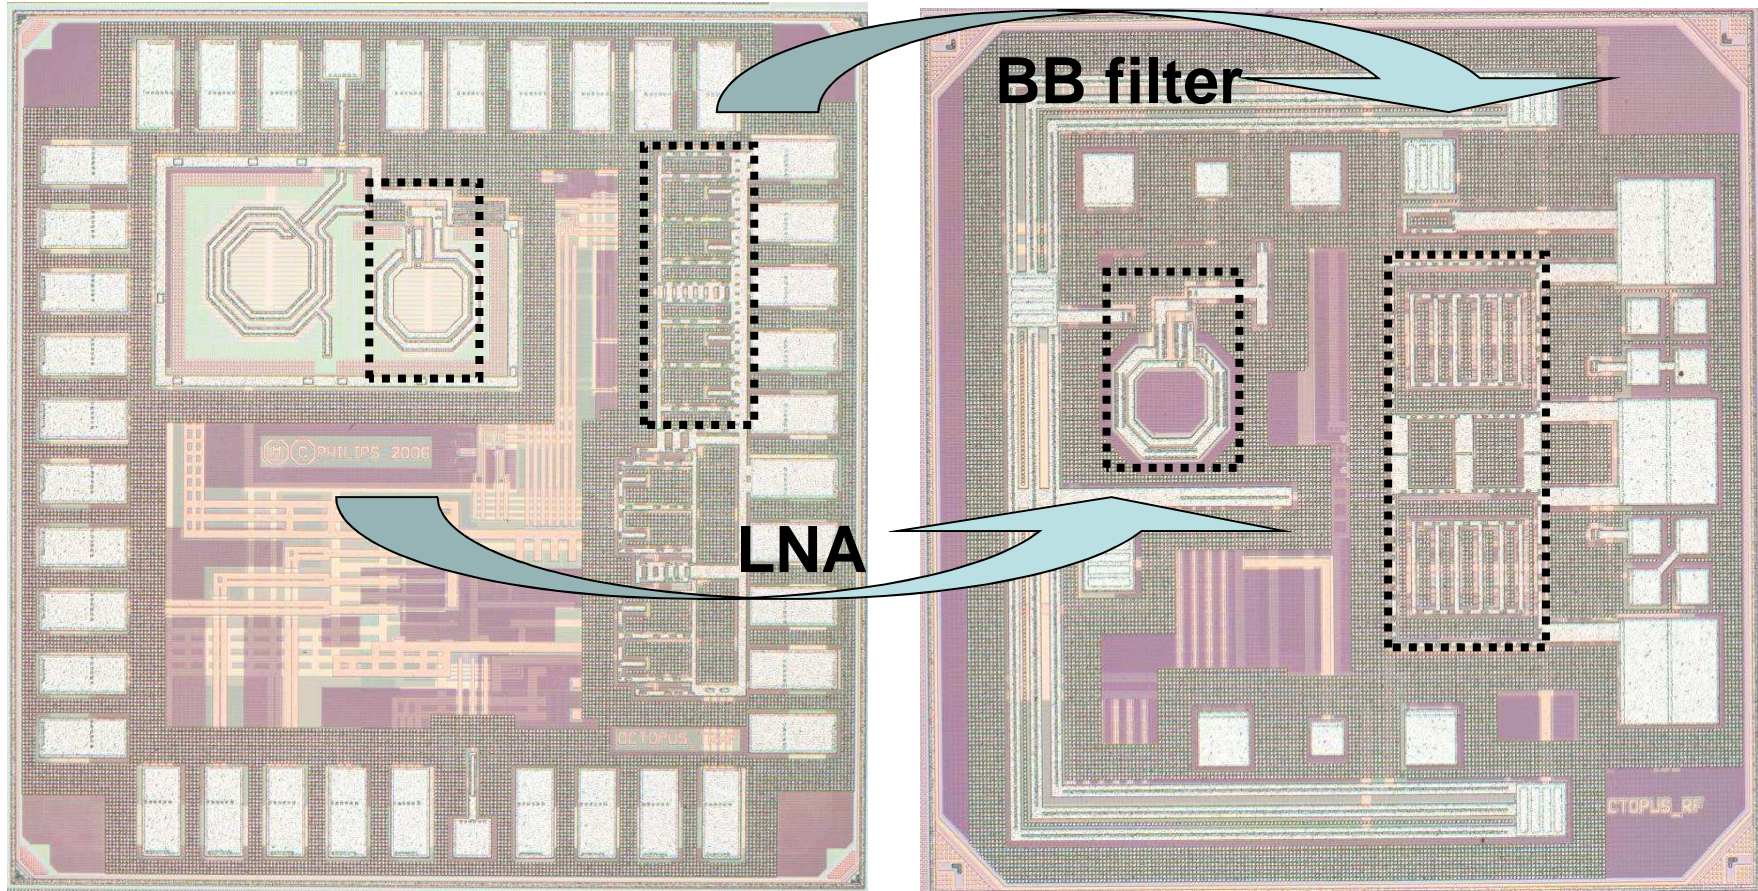 BB filter
M C PHILIPS 2006
LNA
OCTOPUS
CTOPUS_RF